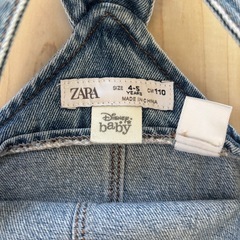 ZARA SIZE 4-5 YEARS CM 110
MADE IN CHINA
Disney
baby